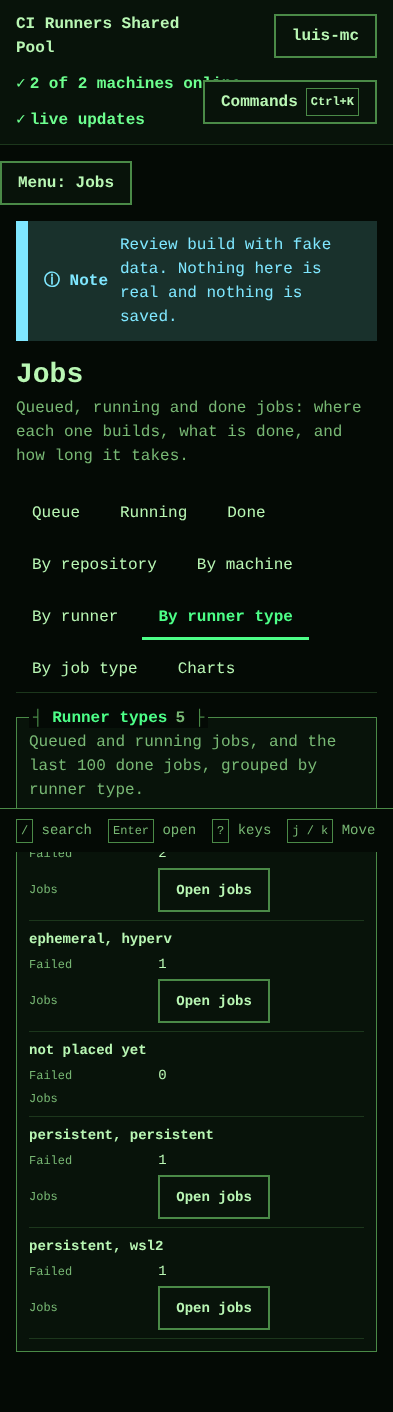 CI Runners Shared
Pool
luis-mc
✓ 2 of 2 machines
Commands Ctrl+K
✓ live updates
Menu: Jobs
ⓘ Note
Review build with fake
data. Nothing here is
real and nothing is
saved.
Jobs
Queued, running and done jobs: where
each one builds, what is done, and
how long it takes.
Queue Running Done
By repository By machine
By runner By runner type
By job type Charts
Runner types 5
Queued and running jobs, and the
last 100 done jobs, grouped by
runner type.
/ search Enter open ? keys j / k Move
Failed 2
Jobs Open jobs
ephemeral, hyperv
Failed 1
Jobs Open jobs
not placed yet
Failed 0
Jobs
persistent, persistent
Failed 1
Jobs Open jobs
persistent, wsl2
Failed 1
Jobs Open jobs